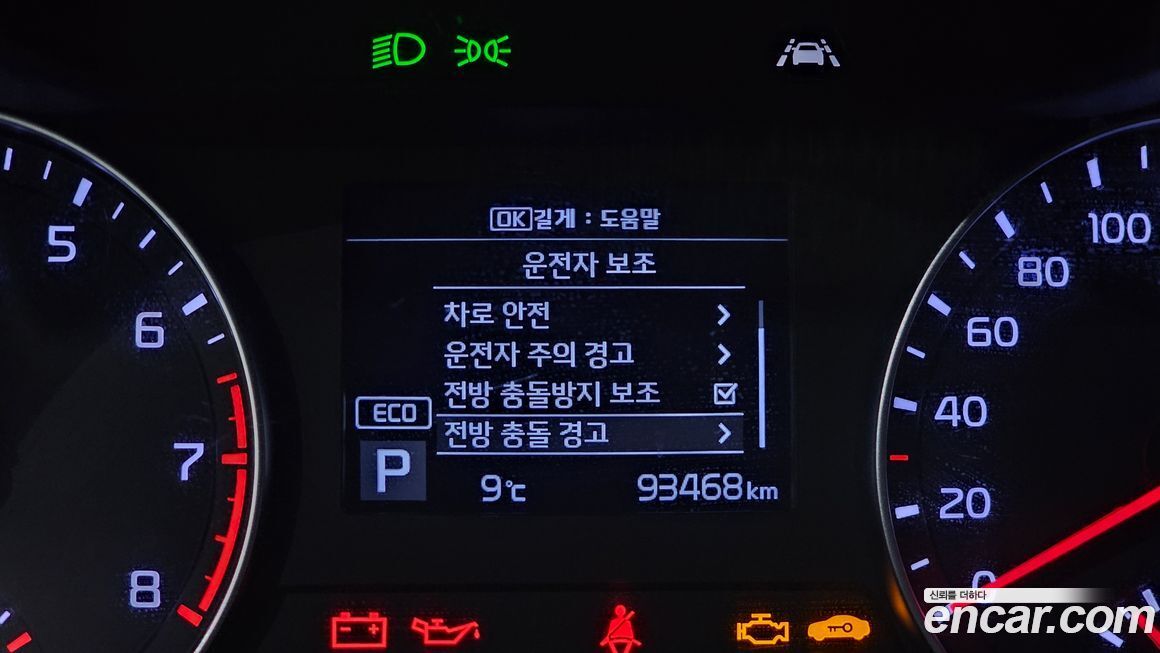 OK길게 : 도움말
운전자 보조
차로 안전
운전자 주의 경고
전방 충돌방지 보조
전방 충돌 경고
ECO
P
9℃
93468km
5
6
7
8
100
80
60
40
20
0
신뢰를 더하다
encar.com